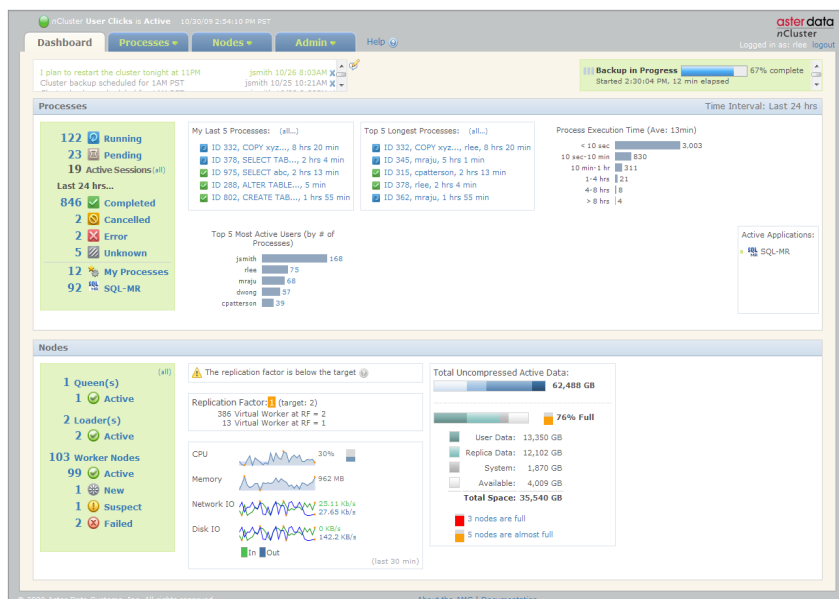 nCluster User Clicks is Active 10/30/09 2:54:10 PM PST
aster data
nCluster
Dashboard Processes Nodes Admin Help
Logged in as: rlee logout
I plan to restart the cluster tonight at 11PM jsmith 10/26 8:03AM X
Cluster backup scheduled for 1AM PST jsmith 10/25 10:21AM X
Backup in Progress 67% complete
Started 2:30:04 PM, 12 min elapsed
Processes Time Interval: Last 24 hrs
122 Running
23 Pending
19 Active Sessions (all)
Last 24 hrs...
846 Completed
2 Cancelled
2 Error
5 Unknown
12 My Processes
92 SQL-MR
My Last 5 Processes: (all...)
ID 332, COPY xyz..., 8 hrs 20 min
ID 378, SELECT TAB..., 2 hrs 4 min
ID 975, SELECT abc, 2 hrs 13 min
ID 288, ALTER TABLE..., 5 min
ID 802, CREATE TAB..., 1 hrs 55 min
Top 5 Longest Processes: (all...)
ID 332, COPY xyz..., rlee, 8 hrs 20 min
ID 345, mraju, 5 hrs 1 min
ID 315, cpatterson, 2 hrs 13 min
ID 378, rlee, 2 hrs 4 min
ID 362, mraju, 1 hrs 55 min
Process Execution Time (Ave: 13min)
< 10 sec 3,003
10 sec-10 min 830
10 min-1 hr 311
1-4 hrs 21
4-8 hrs 8
> 8 hrs 4
Top 5 Most Active Users (by # of
Processes)
jsmith 168
rlee 75
mraju 68
dwong 57
cpatterson 39
Active Applications:
SQL-MR
Nodes
(all)
1 Queen(s)
1 Active
2 Loader(s)
2 Active
103 Worker Nodes
99 Active
1 New
1 Suspect
2 Failed
The replication factor is below the target
Replication Factor: 1 (target: 2)
386 Virtual Worker at RF = 2
13 Virtual Worker at RF = 1
CPU 30%
Memory 962 MB
Network IO 25.11 Kb/s
27.65 Kb/s
Disk IO 0 KB/s
142.2 KB/s
In Out
(last 30 min)
Total Uncompressed Active Data:
62,488 GB
76% Full
User Data: 13,350 GB
Replica Data: 12,102 GB
System: 1,870 GB
Available: 4,009 GB
Total Space: 35,540 GB
3 nodes are full
5 nodes are almost full